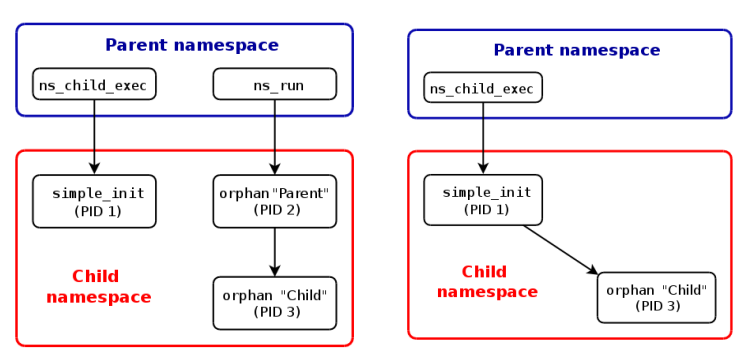 Parent namespace
ns_child_exec
ns_run
simple_init
(PID 1)
orphan "Parent"
(PID 2)
Child
namespace
orphan "Child"
(PID 3)
Parent namespace
ns_child_exec
simple_init
(PID 1)
Child
namespace
orphan "Child"
(PID 3)